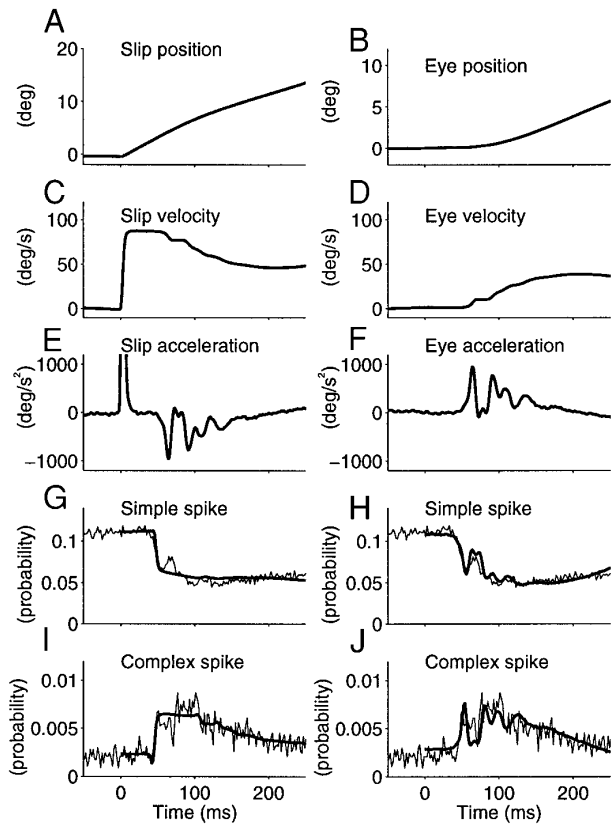 A
Slip position
(deg)
20
10
0
B
Eye position
(deg)
10
5
0
C
Slip velocity
(deg/s)
100
50
0
D
Eye velocity
(deg/s)
100
50
0
E
Slip acceleration
(deg/s²)
1000
0
−1000
F
Eye acceleration
(deg/s²)
1000
0
−1000
G
Simple spike
(probability)
0.1
0.05
0
H
Simple spike
(probability)
0.1
0.05
0
I
Complex spike
(probability)
0.01
0.005
0
0 100 200
Time (ms)
J
Complex spike
(probability)
0.01
0.005
0
0 100 200
Time (ms)